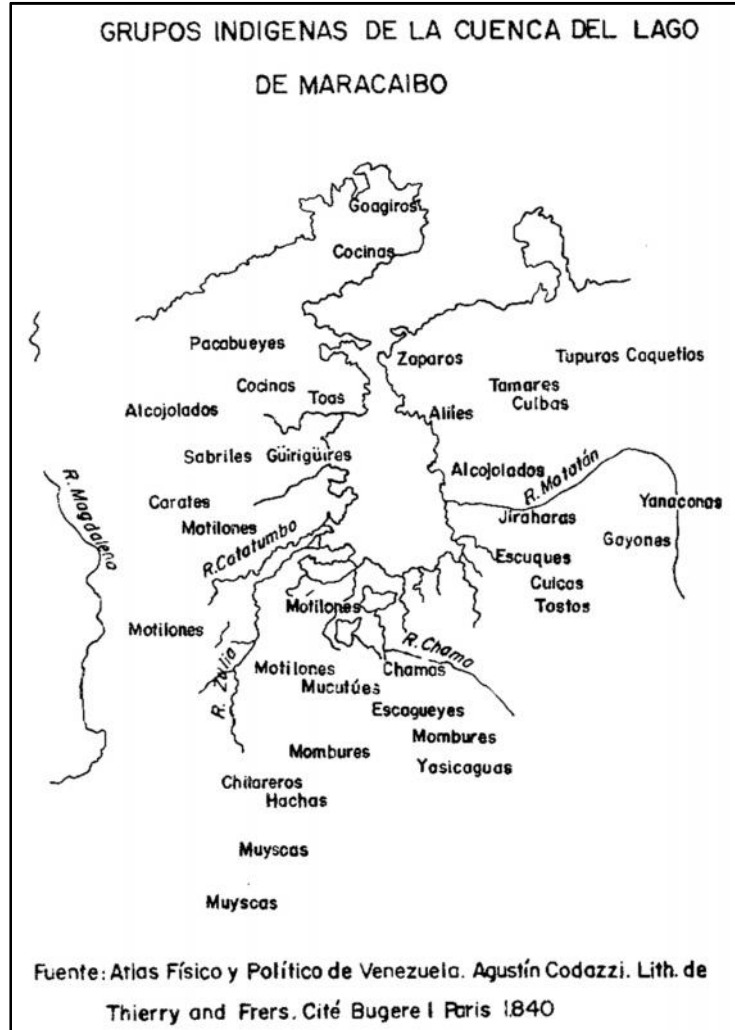 GRUPOS INDIGENAS DE LA CUENCA DEL LAGO
DE MARACAIBO
Goagiros
Cocinas
Pacabueyes
Zaparos
Tupuros Caquetios
Cocinas
Toas
Tamares
Culbas
Alcojolados
Aliles
Sabriles
Güirigüires
Alcojolados
R. Motatán
R. Magdalena
Carates
Yanaconas
Motilones
Jiraharas
R. Catatumbo
Gayones
Escuques
Cuicas
Tostos
Motilones
Motilones
R. Zulia
Motilones
Chamas
R. Chama
Mucutúes
Escagueyes
Mombures
Mombures
Yasicaguas
Chitareros
Hachas
Muyscas
Muyscas
Fuente: Atlas Físico y Político de Venezuela. Agustín Codazzi. Lith. de
Thierry and Frers. Cité Bugere I Paris 1.840